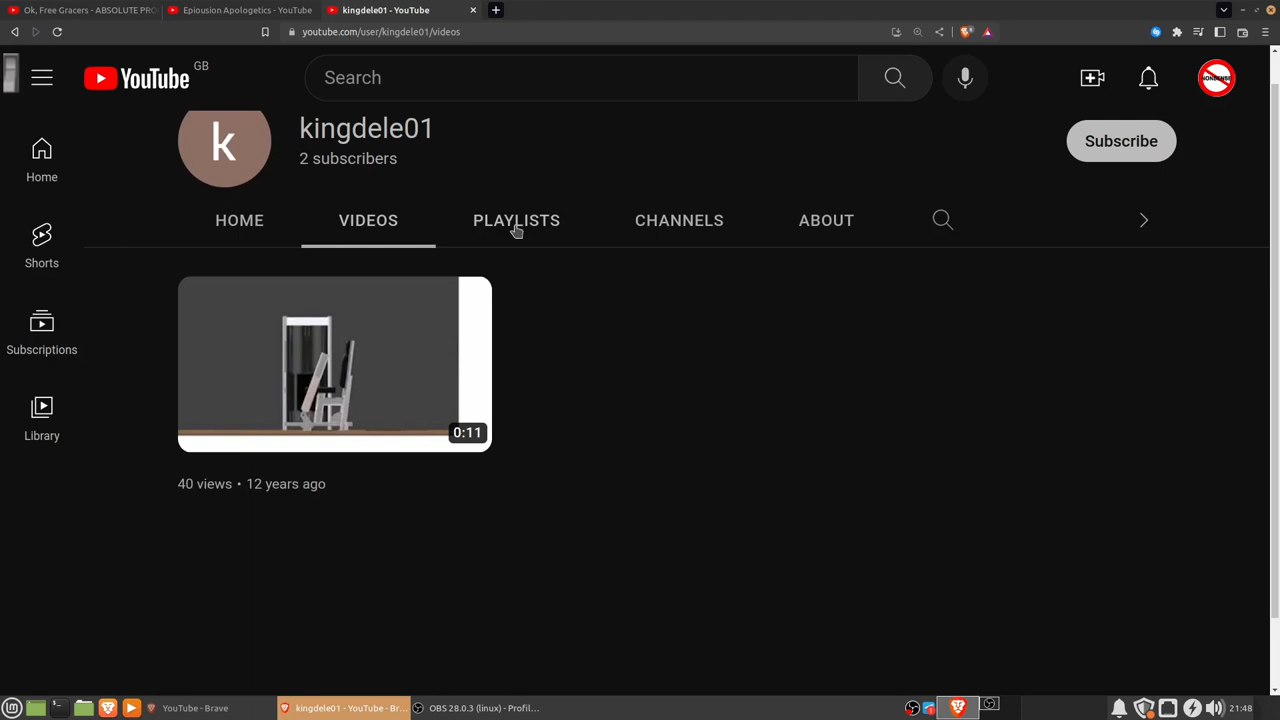 Ok, Free Gracers - ABSOLUTE PRO
Epiousion Apologetics - YouTube
kingdele01 - YouTube
youtube.com/user/kingdele01/videos
YouTube GB
Search
NONSENSE
k
kingdele01
2 subscribers
Subscribe
Home
HOME
VIDEOS
PLAYLISTS
CHANNELS
ABOUT
Shorts
Subscriptions
Library
0:11
40 views • 12 years ago
YouTube - Brave
kingdele01 - YouTube - Br...
OBS 28.0.3 (linux) - Profil...
21:48